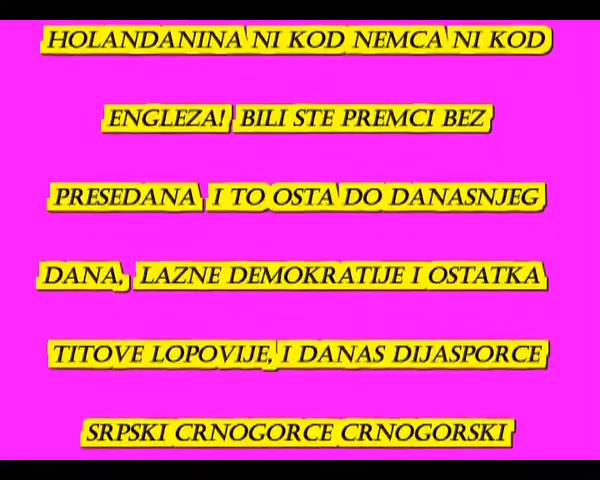 HOLANDANINA NI KOD NEMCA NI KOD
ENGLEZA! BILI STE PREMCI BEZ
PRESEDANA I TO OSTA DO DANASNJEG
DANA, LAZNE DEMOKRATIJE I OSTATKA
TITOVE LOPOVIJE, I DANAS DIJASPORCE
SRPSKI CRNOGORCE CRNOGORSKI